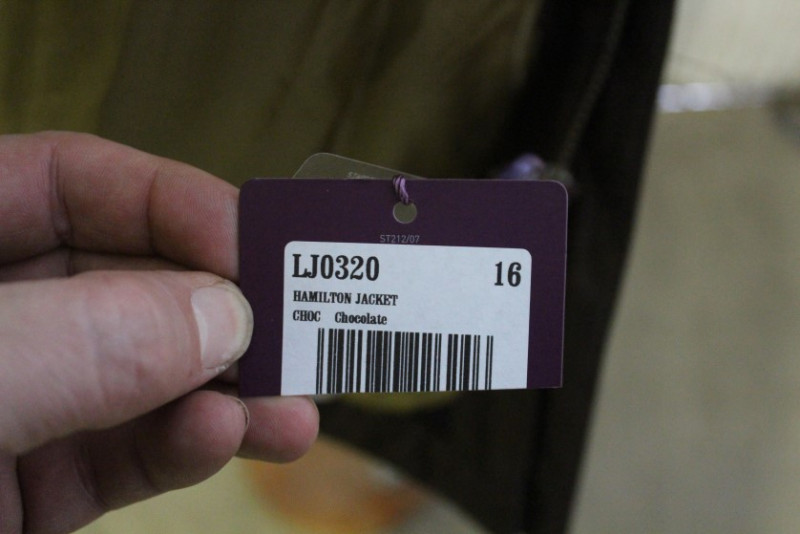 ST212/07
LJ0320 16
HAMILTON JACKET
CHOC Chocolate